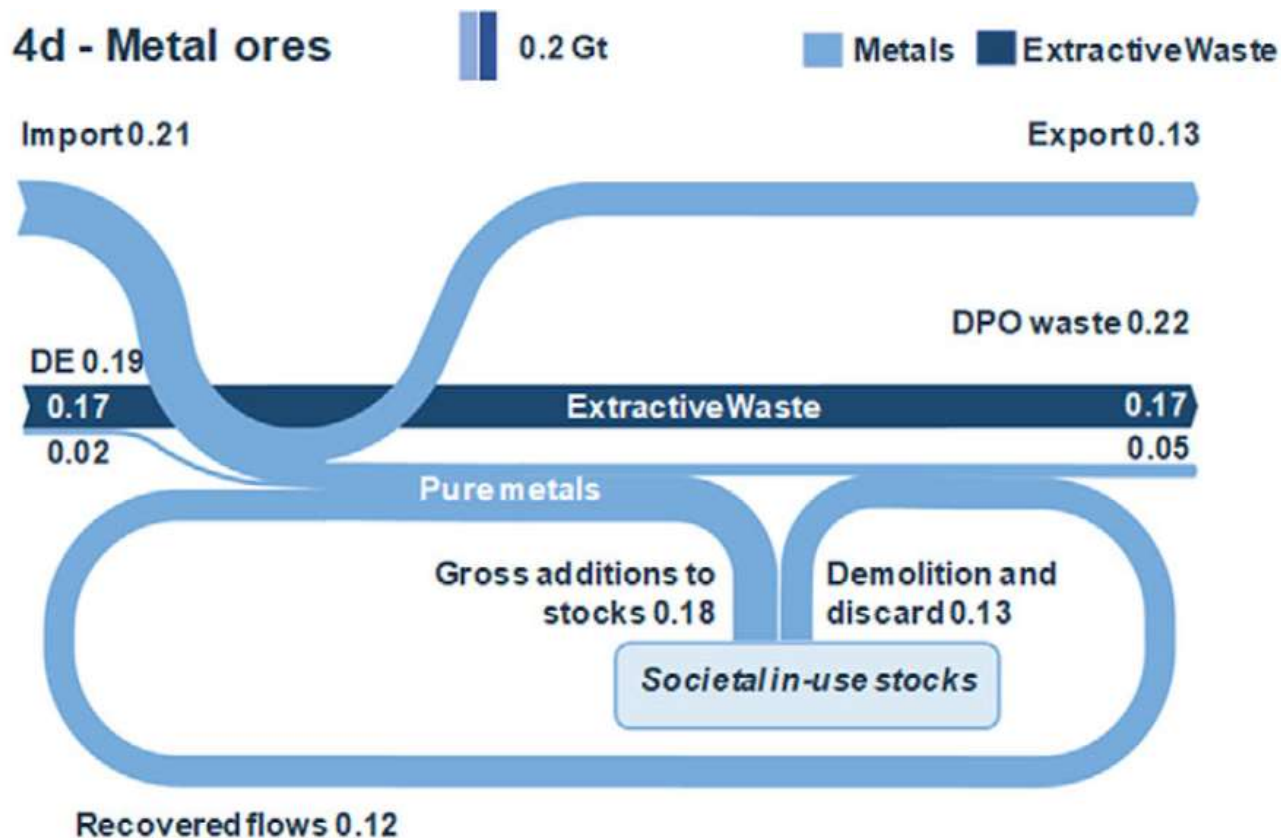 4d - Metal ores
0.2 Gt
Metals
Extractive Waste
Import 0.21
Export 0.13
DPO waste 0.22
DE 0.19
0.17
Extractive Waste
0.17
0.02
0.05
Pure metals
Gross additions to
stocks 0.18
Demolition and
discard 0.13
Societal in-use stocks
Recovered flows 0.12